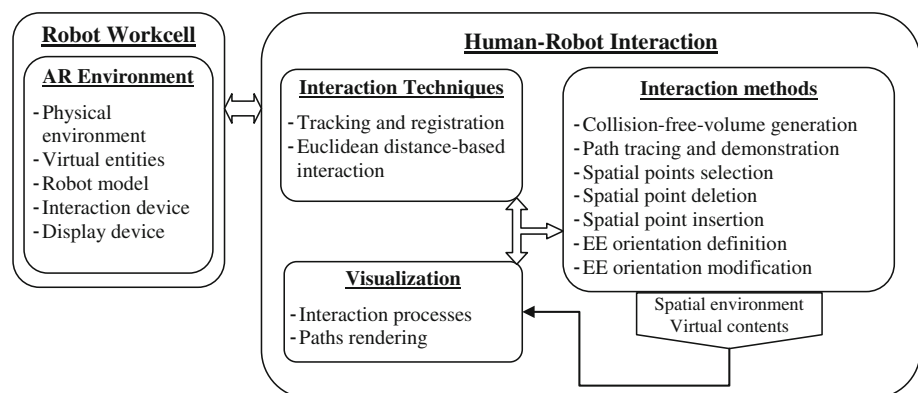 Robot Workcell
AR Environment
- Physical
environment
- Virtual entities
- Robot model
- Interaction device
- Display device
Human-Robot Interaction
Interaction Techniques
- Tracking and registration
- Euclidean distance-based
interaction
Visualization
- Interaction processes
- Paths rendering
Interaction methods
- Collision-free-volume generation
- Path tracing and demonstration
- Spatial points selection
- Spatial point deletion
- Spatial point insertion
- EE orientation definition
- EE orientation modification
Spatial environment
Virtual contents